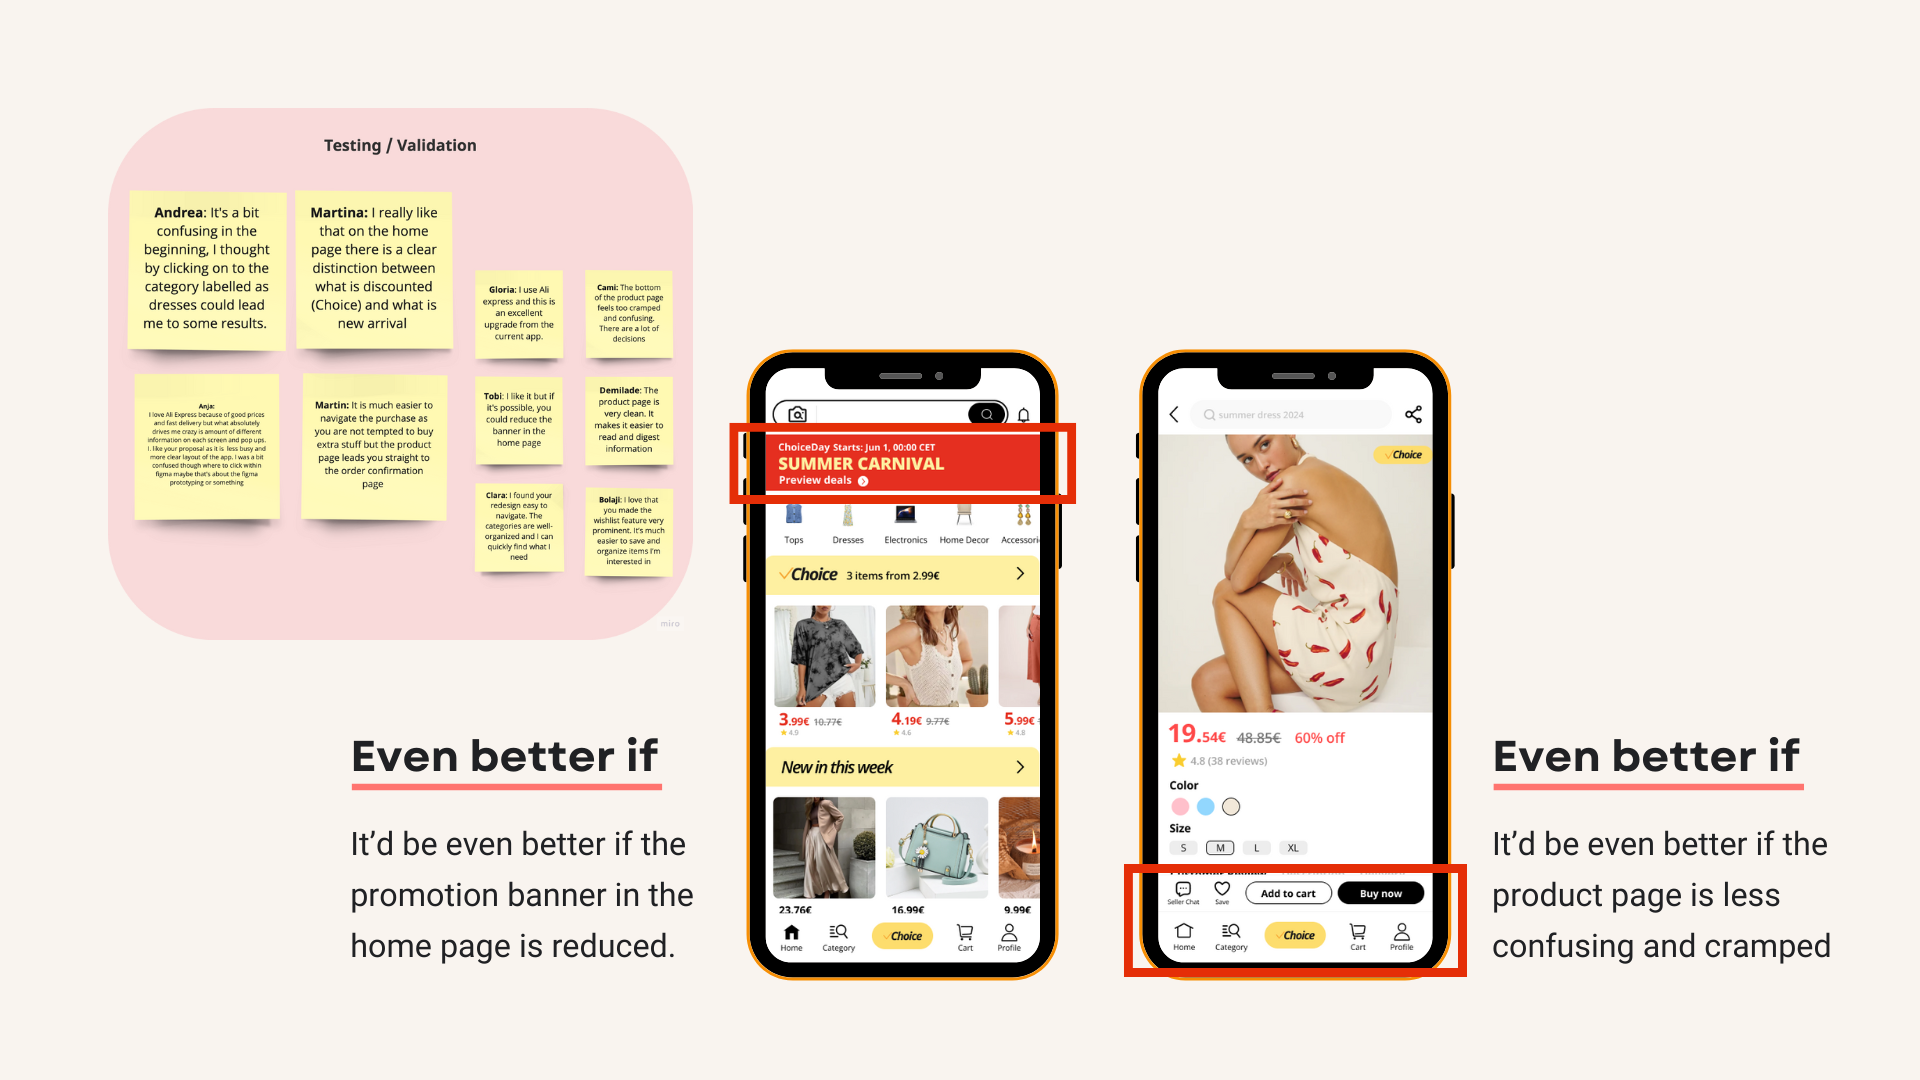 Testing / Validation
Andrea: It's a bit
confusing in the
beginning, I thought
by clicking on to the
category labelled as
dresses could lead
me to some results.
Martina: I really like
that on the home
page there is a clear
distinction between
what is discounted
(Choice) and what is
new arrival
Gloria: I use Ali
express and this is
an excellent
upgrade from the
current app.
Cami: The bottom
of the product page
feels too cramped
and confusing.
There are a lot of
decisions
Anja:
I love Ali Express because of good prices
and fast delivery but what absolutely
drives me crazy is amount of different
information on each screen and pop ups.
I. like your proposal as it is less busy and
more clear layout of the app. I was a bit
confused though where to click within
figma maybe that's about the figma
prototyping or something
Martin: It is much easier to
navigate the purchase as
you are not tempted to buy
extra stuff but the product
page leads you straight to
the order confirmation
page
Tobi: I like it but if
it's possible, you
could reduce the
banner in the
home page
Demilade: The
product page is
very clean. It
makes it easier to
read and digest
information
Clara: I found your
redesign easy to
navigate. The
categories are well-
organized and I can
quickly find what I
need
Bolaji: I love that
you made the
wishlist feature very
prominent. It's much
easier to save and
organize items I'm
interested in
miro
Even better if
It'd be even better if the
promotion banner in the
home page is reduced.
ChoiceDay Starts: Jun 1, 00:00 CET
SUMMER CARNIVAL
Preview deals
Tops Dresses Electronics Home Decor Accessori
Choice 3 items from 2.99€
3.99€ 10.77€ 4.19€ 9.77€ 5.99€
4.9 4.6 4.8
New in this week
23.76€ 16.99€ 9.99€
Home Category Choice Cart Profile
summer dress 2024
Choice
19.54€ 48.85€ 60% off
4.8 (38 reviews)
Color
Size
S M L XL
Seller Chat Save Add to cart Buy now
Home Category Choice Cart Profile
Even better if
It'd be even better if the
product page is less
confusing and cramped